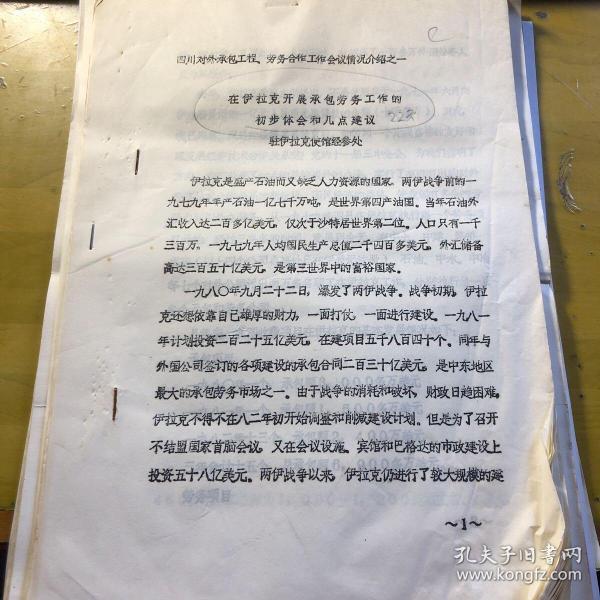 四川对外承包工程、劳务合作工作会议情况介绍之一
在伊拉克开展承包劳务工作的
初步体会和几点建议
228
驻伊拉克使馆经参处
伊拉克是盛产石油而又缺乏人力资源的国家。两伊战争前的一
九七九年年产石油一亿七千万吨,是世界第四产油国。当年石油外
汇收入达二百多亿美元,仅次于沙特居世界第二位。人口只有一千
三百万,一九七九年人均国民生产总值二千四百多美元,外汇储备
高达三百五十亿美元,是第三世界中的富裕国家。
一九八〇年九月二十二日,爆发了两伊战争。战争初期,伊拉
克还想依靠自己雄厚的财力,一面打仗,一面进行建设。一九八一
年计划投资二百二十五亿美元,在建项目五千八百四十个。同年与
外国公司签订的各项建设的承包合同二百三十亿美元,是中东地区
最大的承包劳务市场之一。由于战争的消耗和破坏,财政日趋困难,
伊拉克不得不在八二年初开始调整和削减建设计划。但是为了召开
不结盟国家首脑会议,又在会议设施、宾馆和巴格达的市政建设上
投资五十八亿美元。两伊战争以来,伊拉克仍进行了较大规模的建
～1～
孔夫子旧书网
www.kongfz.com